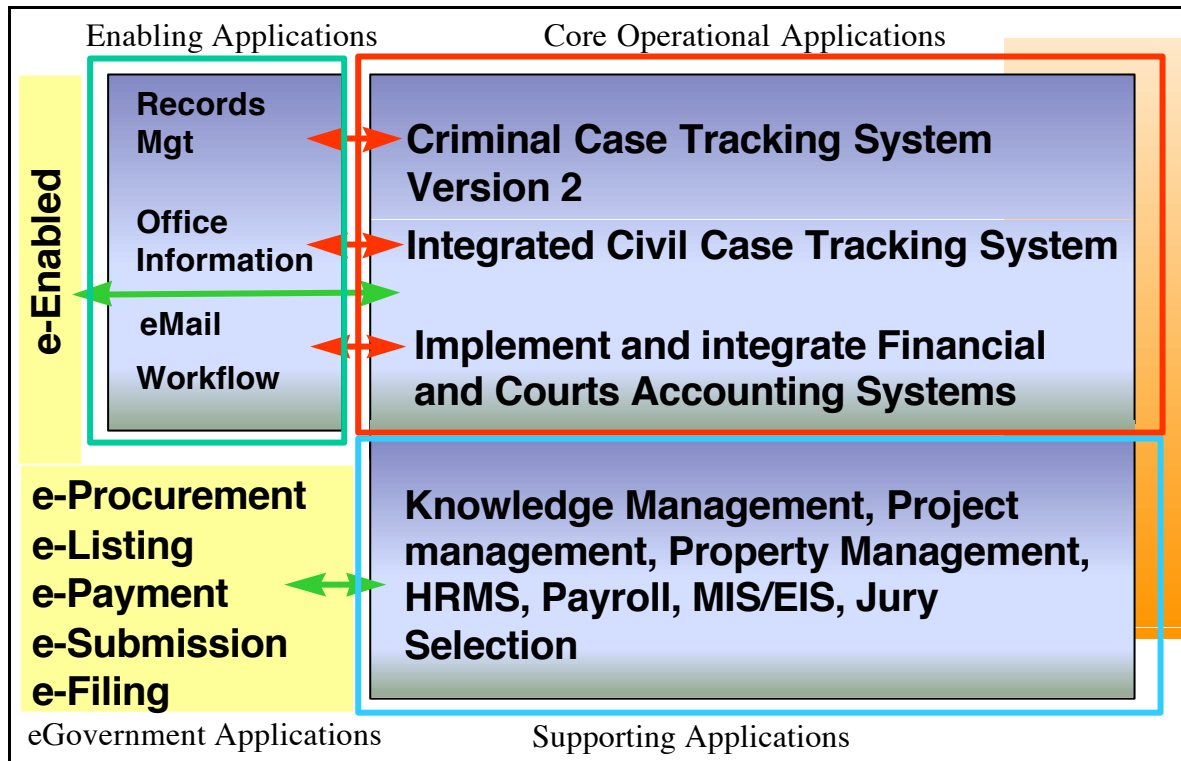 Enabling Applications
Core Operational Applications
e-Enabled
Records
Mgt
Office
Information
eMail
Workflow
Criminal Case Tracking System
Version 2
Integrated Civil Case Tracking System
Implement and integrate Financial
and Courts Accounting Systems
e-Procurement
e-Listing
e-Payment
e-Submission
e-Filing
Knowledge Management, Project
management, Property Management,
HRMS, Payroll, MIS/EIS, Jury
Selection
eGovernment Applications
Supporting Applications